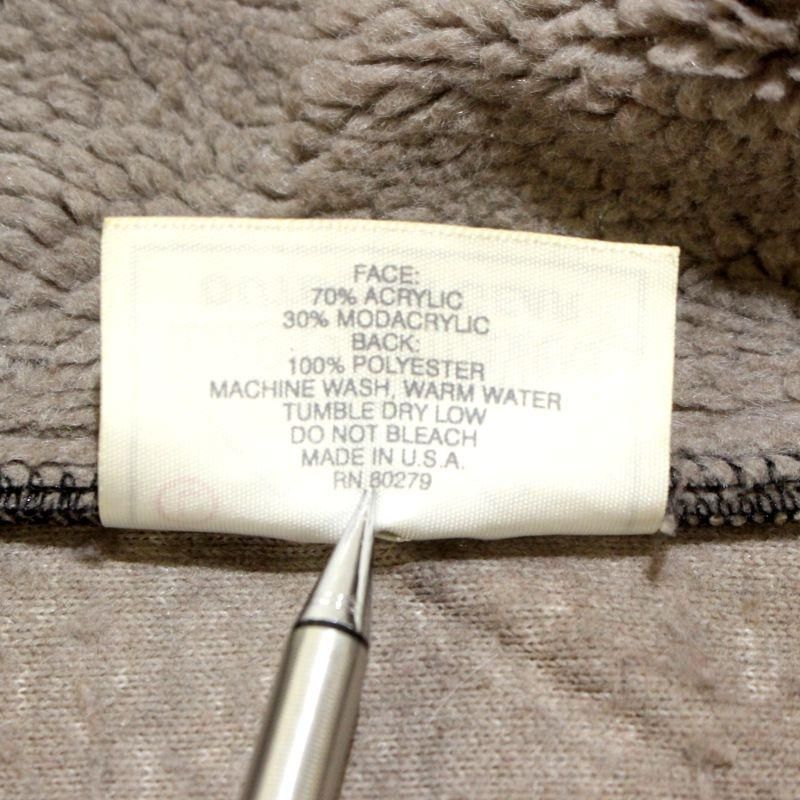 FACE:
70% ACRYLIC
30% MODACRYLIC
BACK:
100% POLYESTER
MACHINE WASH, WARM WATER
TUMBLE DRY LOW
DO NOT BLEACH
MADE IN U.S.A.
RN 80279